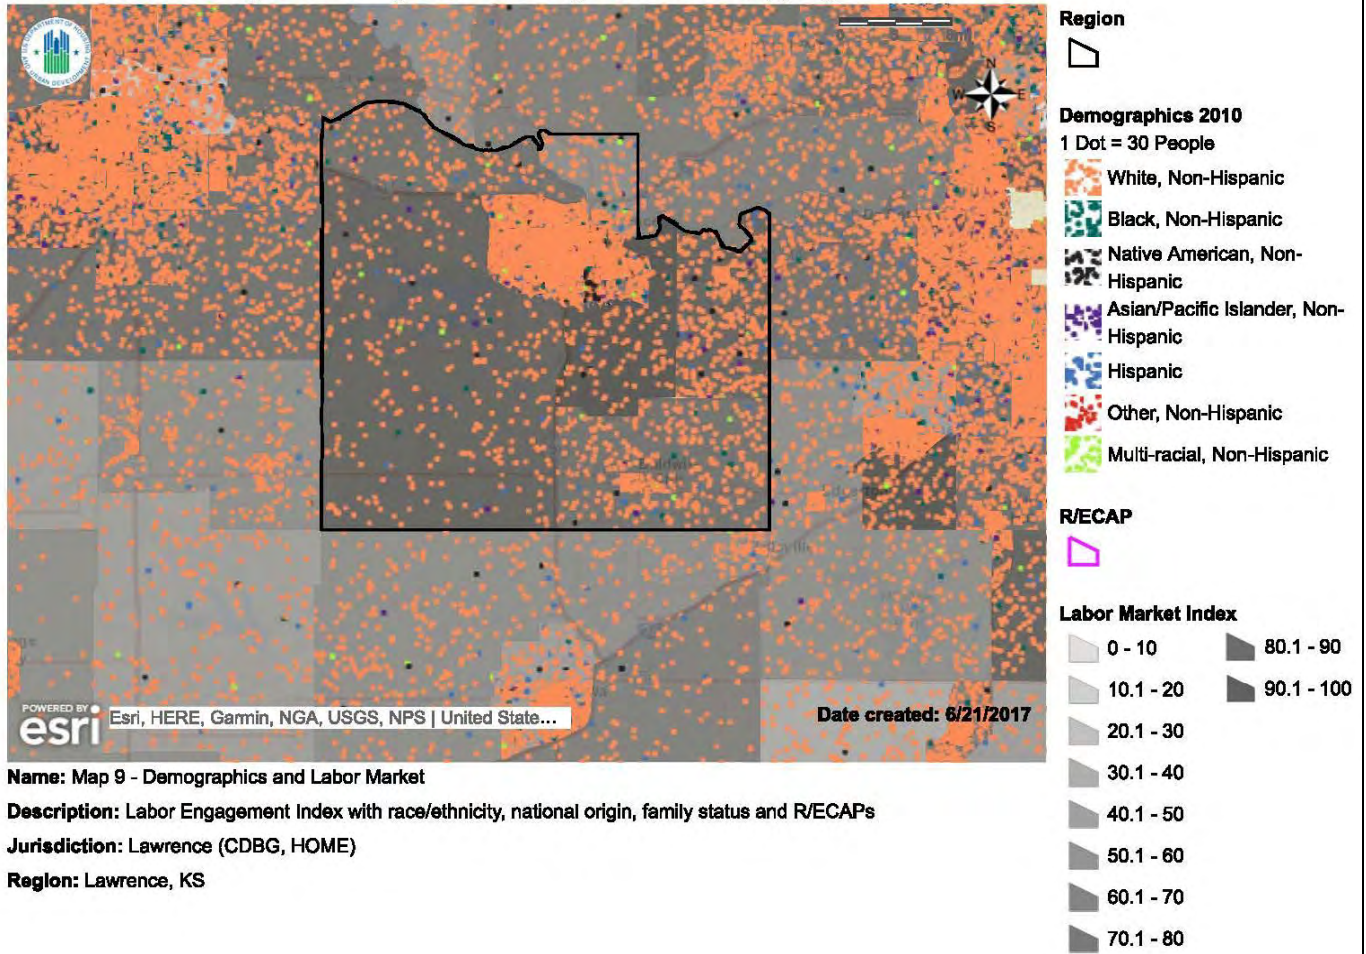 Region
Demographics 2010
1 Dot = 30 People
White, Non-Hispanic
Black, Non-Hispanic
Native American, Non-
Hispanic
Asian/Pacific Islander, Non-
Hispanic
Hispanic
Other, Non-Hispanic
Multi-racial, Non-Hispanic
R/ECAP
Labor Market Index
0 - 10
10.1 - 20
20.1 - 30
30.1 - 40
40.1 - 50
50.1 - 60
60.1 - 70
70.1 - 80
80.1 - 90
90.1 - 100
N
W E
S
POWERED BY
esri
Esri, HERE, Garmin, NGA, USGS, NPS | United State...
Date created: 6/21/2017
Name: Map 9 - Demographics and Labor Market
Description: Labor Engagement Index with race/ethnicity, national origin, family status and R/ECAPs
Jurisdiction: Lawrence (CDBG, HOME)
Region: Lawrence, KS